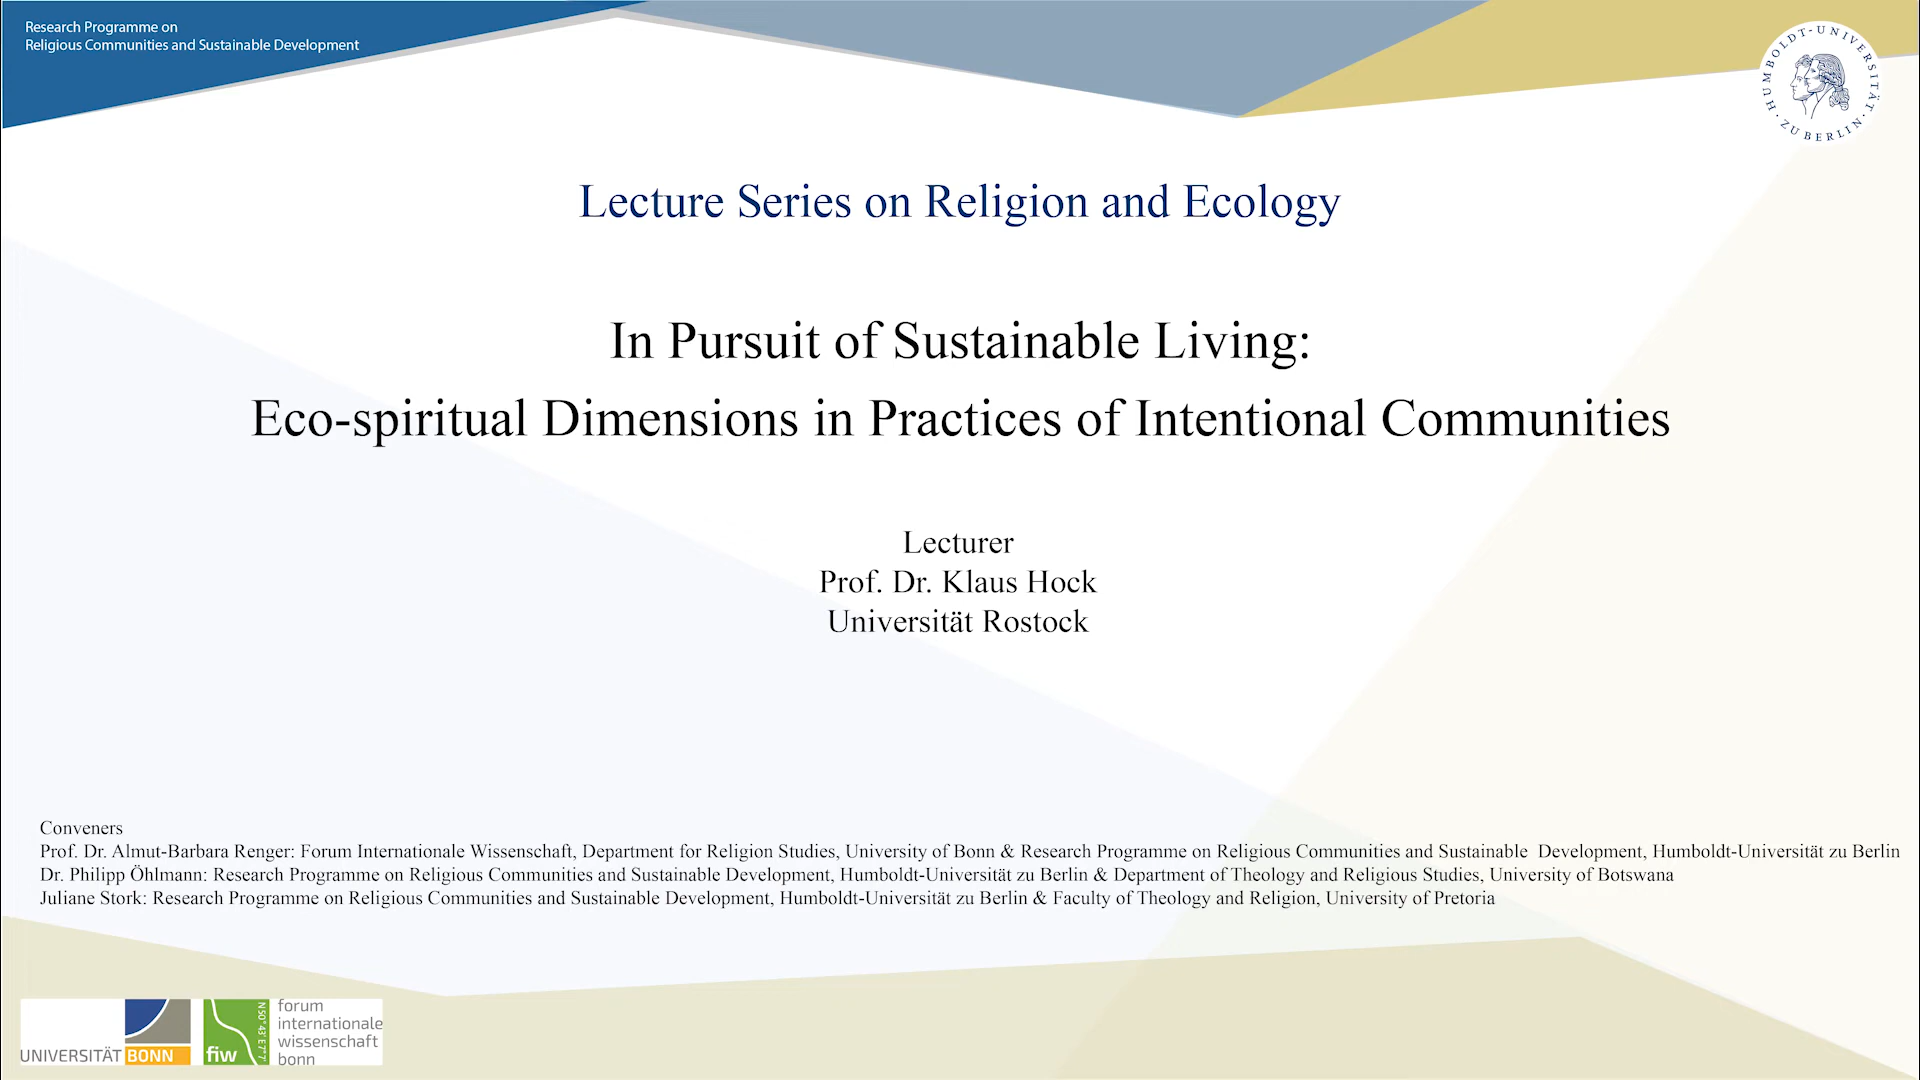 Research Programme on
Religious Communities and Sustainable Development
HUMBOLDT-UNIVERSITÄT ZU BERLIN
Lecture Series on Religion and Ecology
In Pursuit of Sustainable Living:
Eco-spiritual Dimensions in Practices of Intentional Communities
Lecturer
Prof. Dr. Klaus Hock
Universität Rostock
Conveners
Prof. Dr. Almut-Barbara Renger: Forum Internationale Wissenschaft, Department for Religion Studies, University of Bonn & Research Programme on Religious Communities and Sustainable Development, Humboldt-Universität zu Berlin
Dr. Philipp Öhlmann: Research Programme on Religious Communities and Sustainable Development, Humboldt-Universität zu Berlin & Department of Theology and Religious Studies, University of Botswana
Juliane Stork: Research Programme on Religious Communities and Sustainable Development, Humboldt-Universität zu Berlin & Faculty of Theology and Religion, University of Pretoria
UNIVERSITÄT BONN
fiw
N 50° 43' E 7° 7'
forum
internationale
wissenschaft
bonn